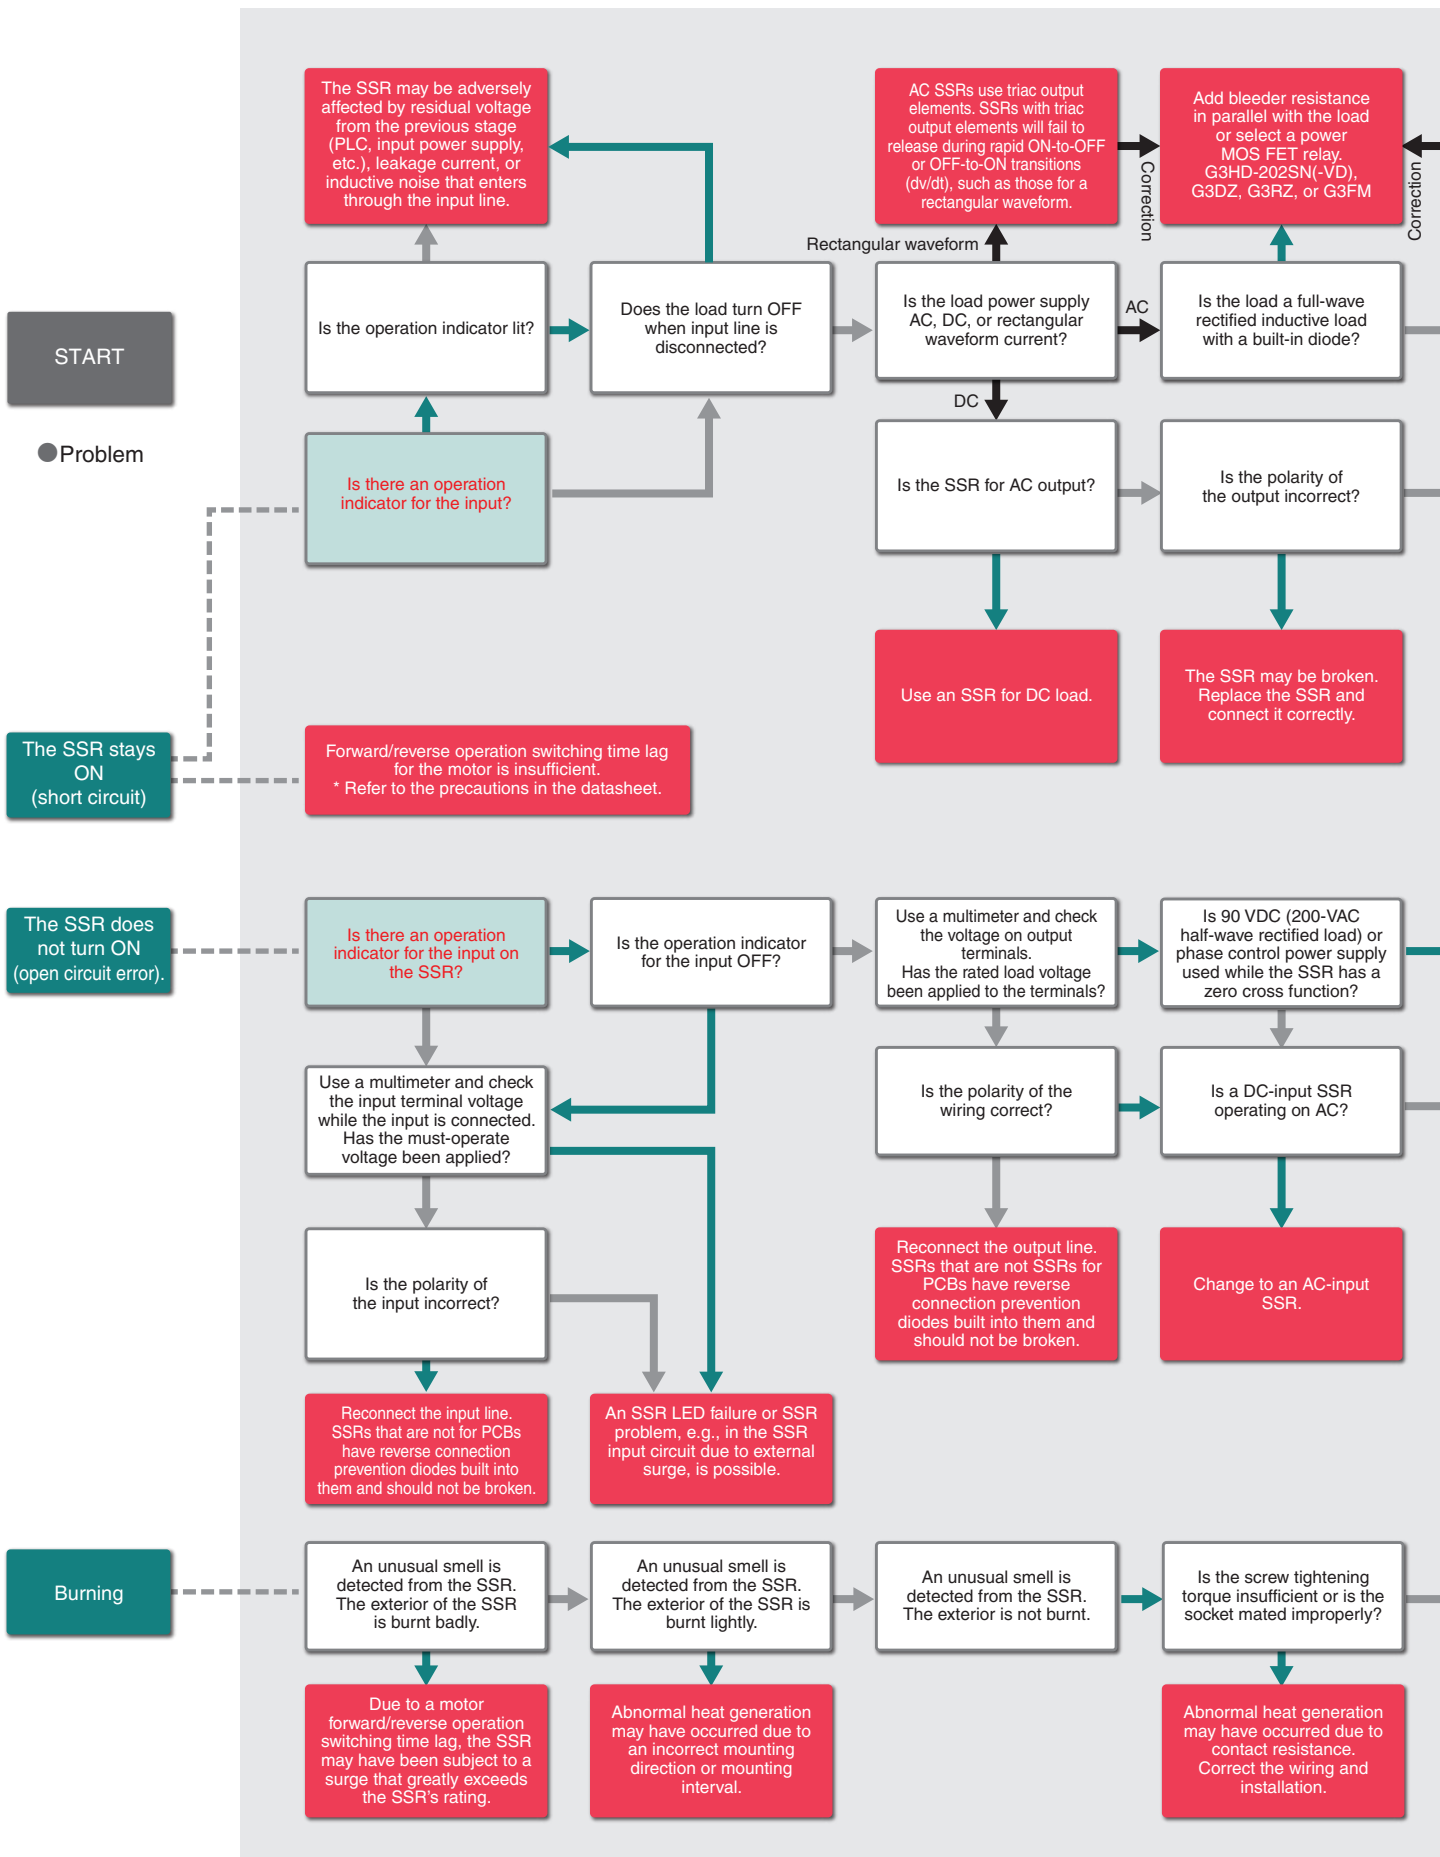 START
●Problem
The SSR stays
ON
(short circuit)
The SSR may be adversely
affected by residual voltage
from the previous stage
(PLC, input power supply,
etc.), leakage current, or
inductive noise that enters
through the input line.
Is the operation indicator lit?
Is there an operation
indicator for the input?
Does the load turn OFF
when input line is
disconnected?
AC SSRs use triac output
elements. SSRs with triac
output elements will fail to
release during rapid ON-to-OFF
or OFF-to-ON transitions
(dv/dt), such as those for a
rectangular waveform.
Correction
Rectangular waveform
Is the load power supply
AC, DC, or rectangular
waveform current?
AC
DC
Add bleeder resistance
in parallel with the load
or select a power
MOS FET relay.
G3HD-202SN(-VD),
G3DZ, G3RZ, or G3FM
Correction
Is the load a full-wave
rectified inductive load
with a built-in diode?
Is the SSR for AC output?
Is the polarity of
the output incorrect?
Use an SSR for DC load.
The SSR may be broken.
Replace the SSR and
connect it correctly.
Forward/reverse operation switching time lag
for the motor is insufficient.
* Refer to the precautions in the datasheet.
The SSR does
not turn ON
(open circuit error).
Is there an operation
indicator for the input on
the SSR?
Is the operation indicator
for the input OFF?
Use a multimeter and check
the voltage on output
terminals.
Has the rated load voltage
been applied to the terminals?
Is 90 VDC (200-VAC
half-wave rectified load) or
phase control power supply
used while the SSR has a
zero cross function?
Use a multimeter and check
the input terminal voltage
while the input is connected.
Has the must-operate
voltage been applied?
Is the polarity of the
wiring correct?
Is a DC-input SSR
operating on AC?
Is the polarity of
the input incorrect?
Reconnect the output line.
SSRs that are not SSRs for
PCBs have reverse
connection prevention
diodes built into them and
should not be broken.
Change to an AC-input
SSR.
Reconnect the input line.
SSRs that are not for PCBs
have reverse connection
prevention diodes built into
them and should not be broken.
An SSR LED failure or SSR
problem, e.g., in the SSR
input circuit due to external
surge, is possible.
Burning
An unusual smell is
detected from the SSR.
The exterior of the SSR
is burnt badly.
An unusual smell is
detected from the SSR.
The exterior of the SSR is
burnt lightly.
An unusual smell is
detected from the SSR.
The exterior is not burnt.
Is the screw tightening
torque insufficient or is the
socket mated improperly?
Due to a motor
forward/reverse operation
switching time lag, the SSR
may have been subject to a
surge that greatly exceeds
the SSR's rating.
Abnormal heat generation
may have occurred due to
an incorrect mounting
direction or mounting
interval.
Abnormal heat generation
may have occurred due to
contact resistance.
Correct the wiring and
installation.